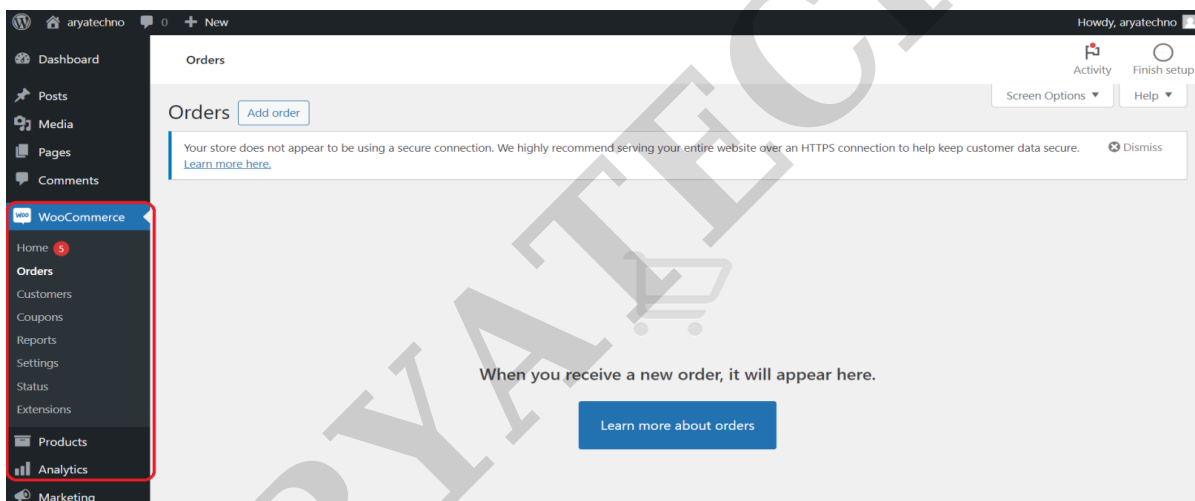 aryatechno 0 + New
Howdy, aryatechno
Dashboard
Posts
Media
Pages
Comments
WOO WooCommerce
Home 5
Orders
Customers
Coupons
Reports
Settings
Status
Extensions
Products
Analytics
Marketing
Orders
Activity
Finish setup
Screen Options ▼
Help ▼
Orders Add order
Your store does not appear to be using a secure connection. We highly recommend serving your entire website over an HTTPS connection to help keep customer data secure.
Learn more here.
Dismiss
When you receive a new order, it will appear here.
Learn more about orders
RYATEC